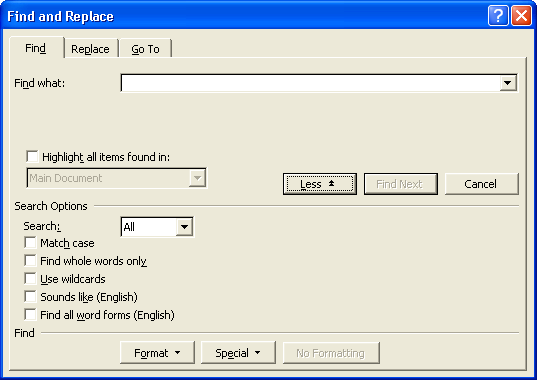 Find and Replace
Find Replace Go To
Find what:
Highlight all items found in:
Main Document Less Find Next Cancel
Search Options
Search: All
Match case
Find whole words only
Use wildcards
Sounds like (English)
Find all word forms (English)
Find
Format Special No Formatting